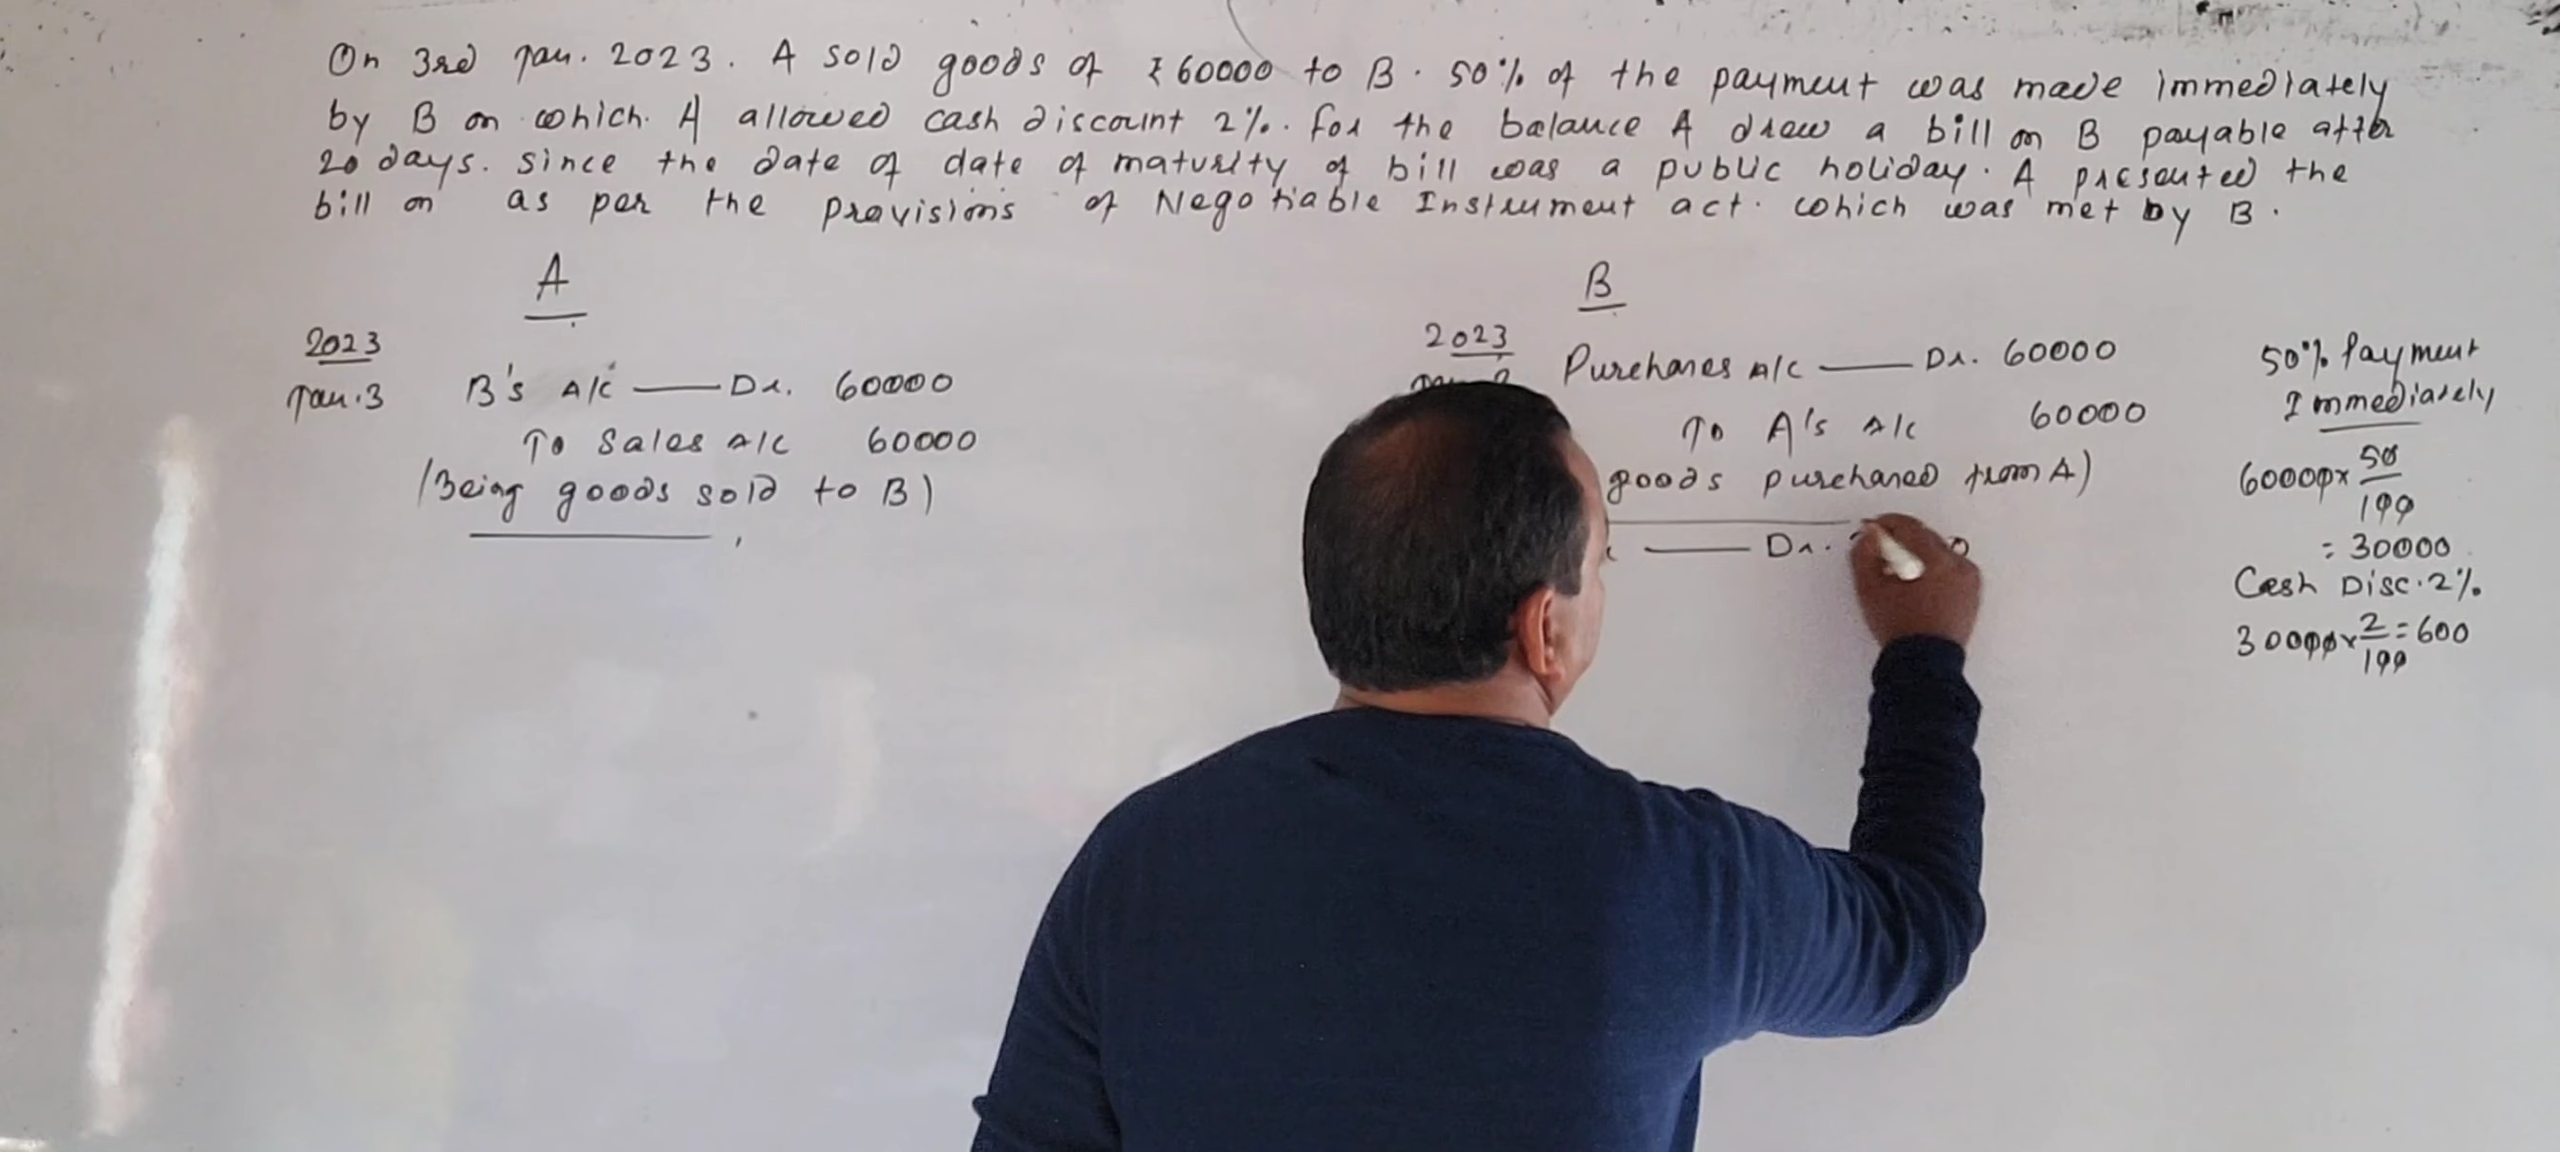 On 3rd Jan. 2023. A sold goods of ₹60000 to B. 50% of the payment was made immediately
by B on which. A allowed cash discount 2%. for the balance A drew a bill on B payable after
20 days. since the date of date of maturity of bill was a public holiday. A presented the
bill on as per the provisions of Negotiable Instrument act. which was met by B.
A
2023
Jan.3 B's A/c —— Dr. 60000
To Sales A/c 60000
(Being goods sold to B)
B
2023
Purchases A/c —— Dr. 60000
To A's A/c 60000
goods purchased from A)
—— Dr.
50% Payment
Immediately
60000x 50/100
= 30000
Cash Disc. 2%
30000x 2/100 = 600